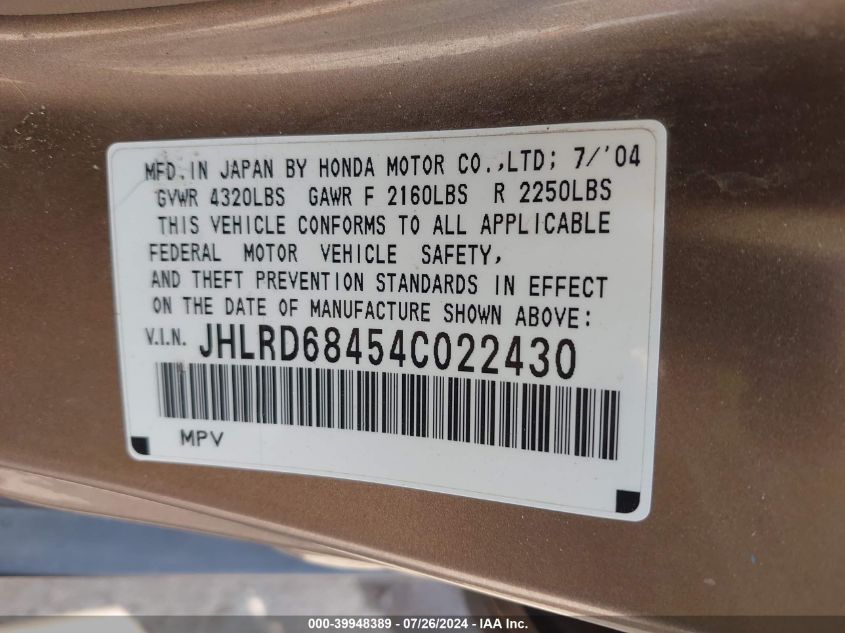 MFD. IN JAPAN BY HONDA MOTOR CO.,LTD; 7/'04
GVWR 4320LBS GAWR F 2160LBS R 2250LBS
THIS VEHICLE CONFORMS TO ALL APPLICABLE
FEDERAL MOTOR VEHICLE SAFETY,
AND THEFT PREVENTION STANDARDS IN EFFECT
ON THE DATE OF MANUFACTURE SHOWN ABOVE:
V.I.N. JHLRD68454C022430
MPV
000-39948389 - 07/26/2024 - IAA Inc.